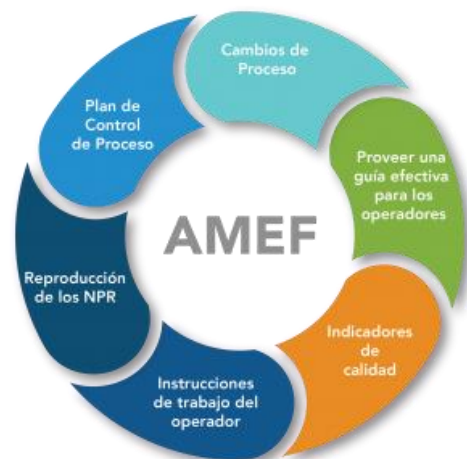 Cambios de
Proceso
Proveer una
guía efectiva
para los
operadores
Indicadores
de
calidad
Instrucciones
de trabajo del
operador
Reproducción
de los NPR
Plan de
Control
de Proceso
AMEF